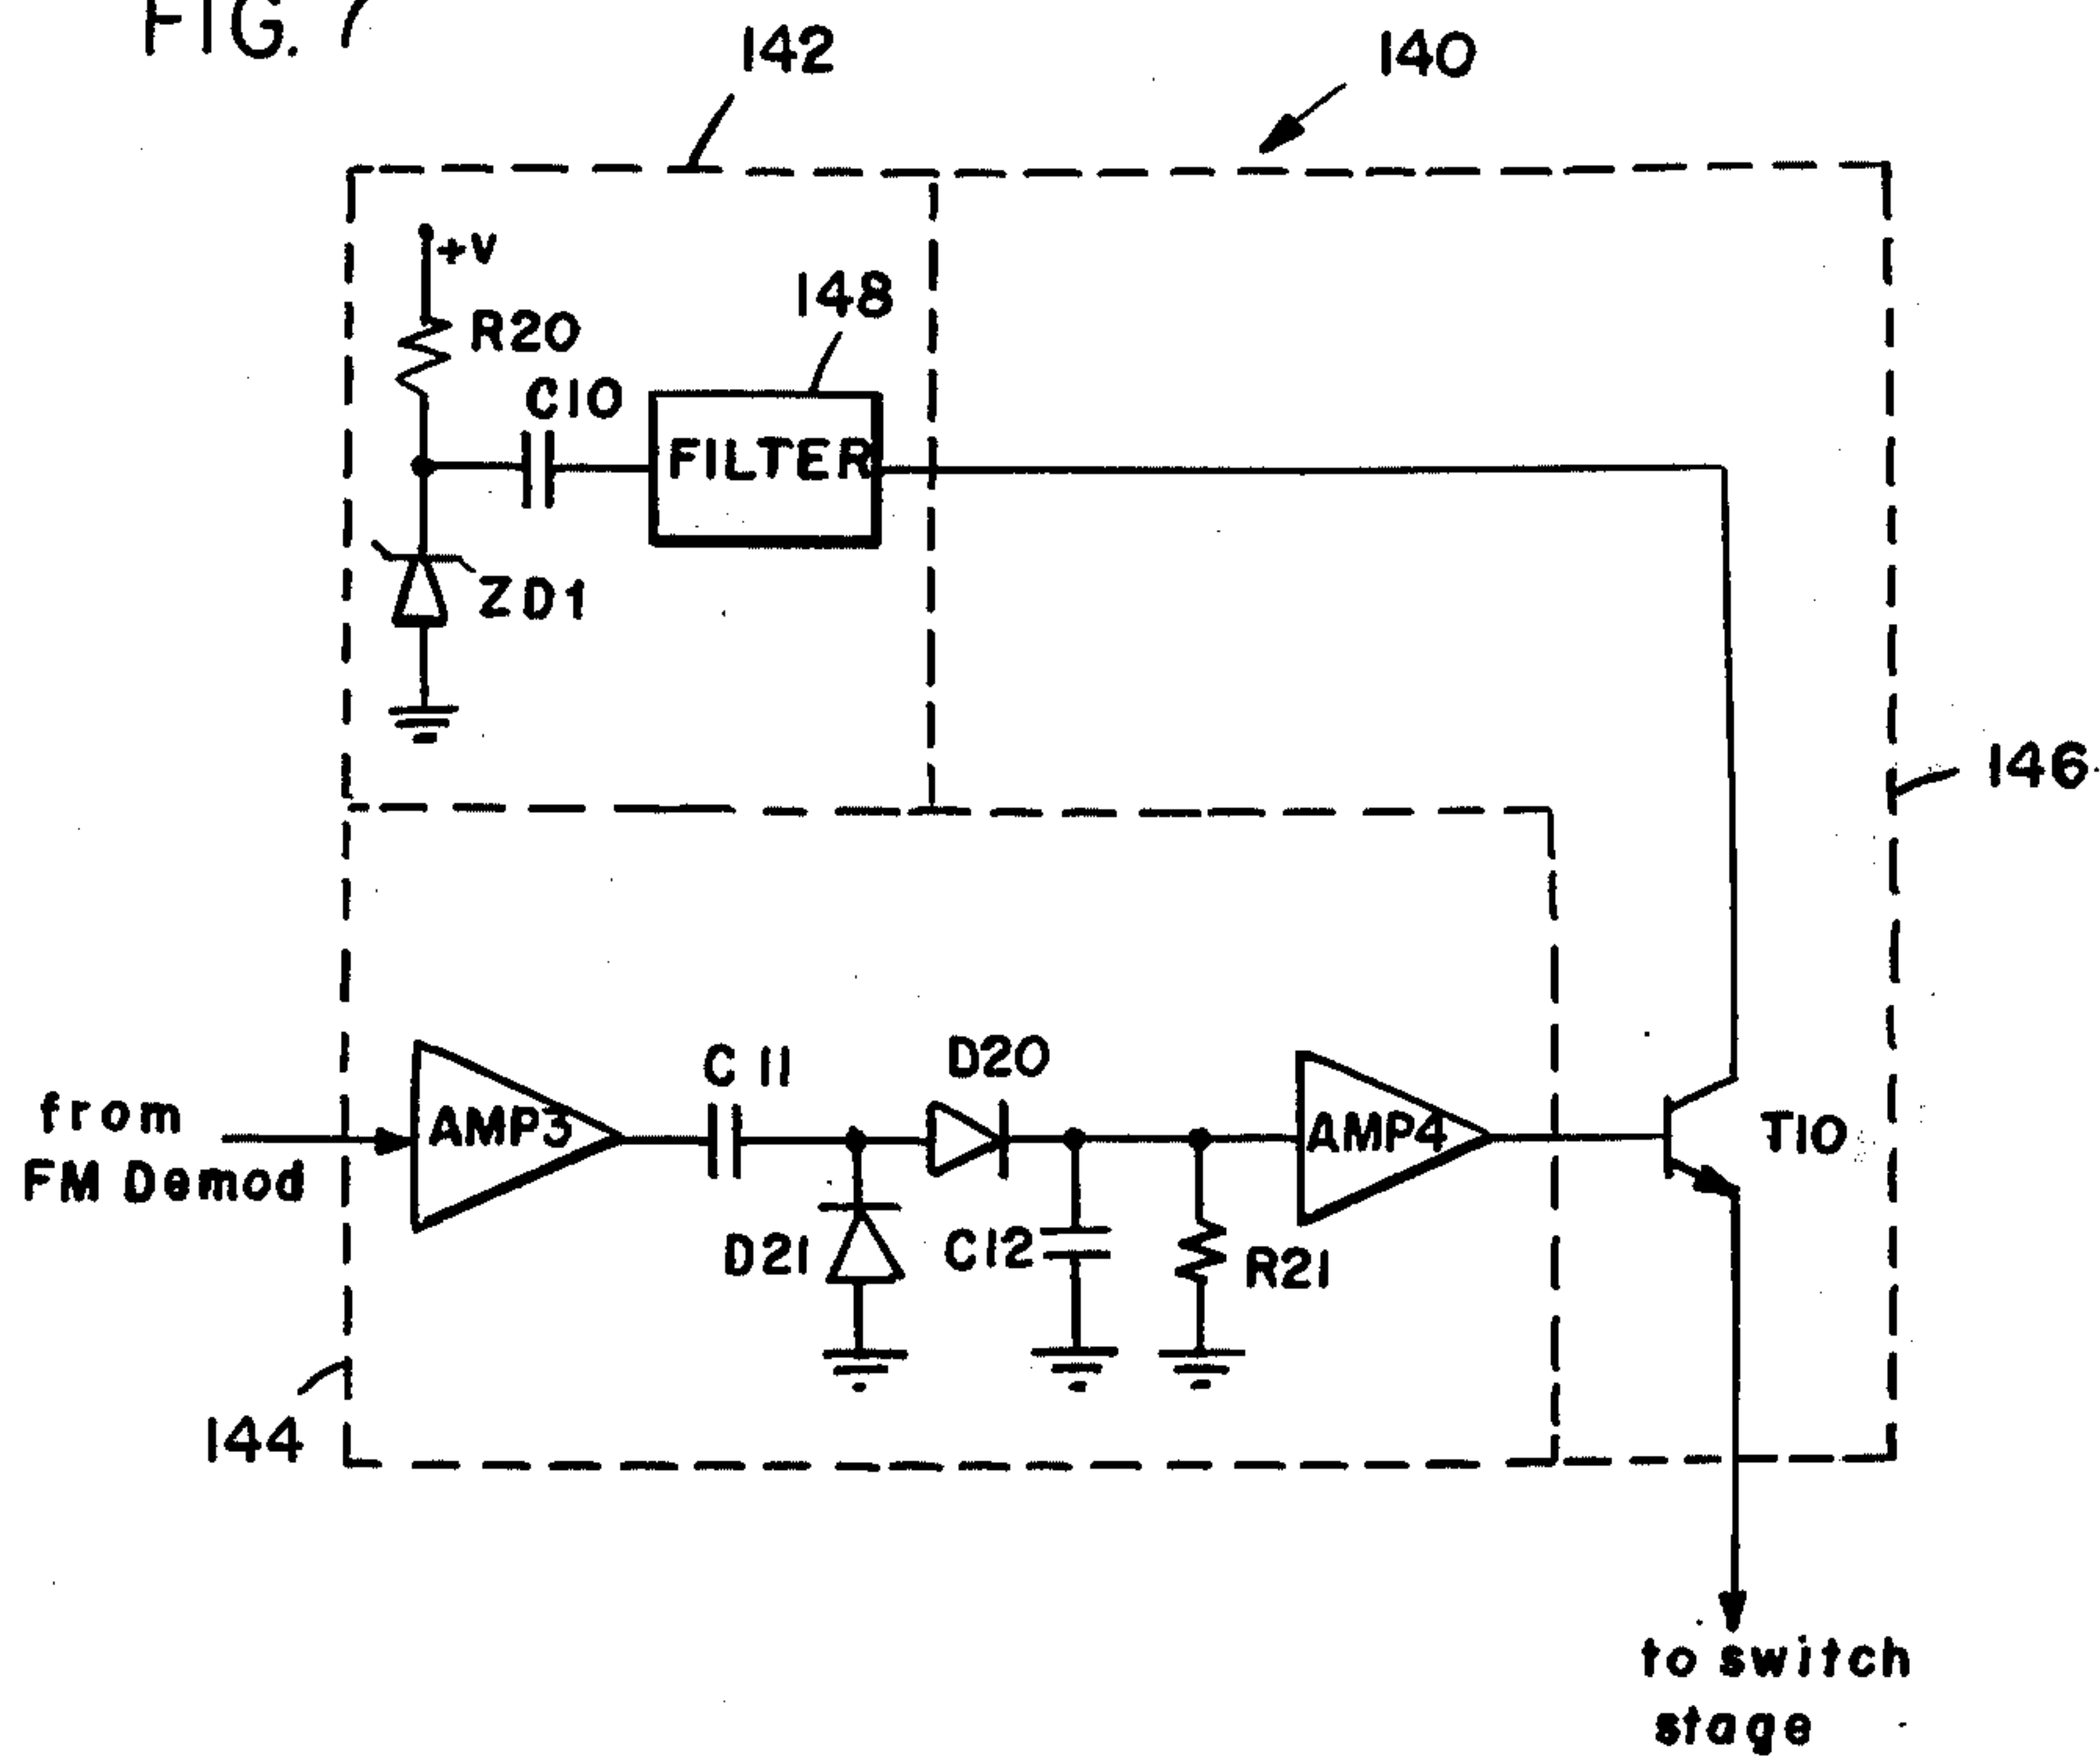 FIG. 7
142
140
+V
R20
148
C10
FILTER
ZD1
146
from
FM Demod
AMP3
C 11
D20
AMP4
T10
D21
C12
R21
144
to switch
stage